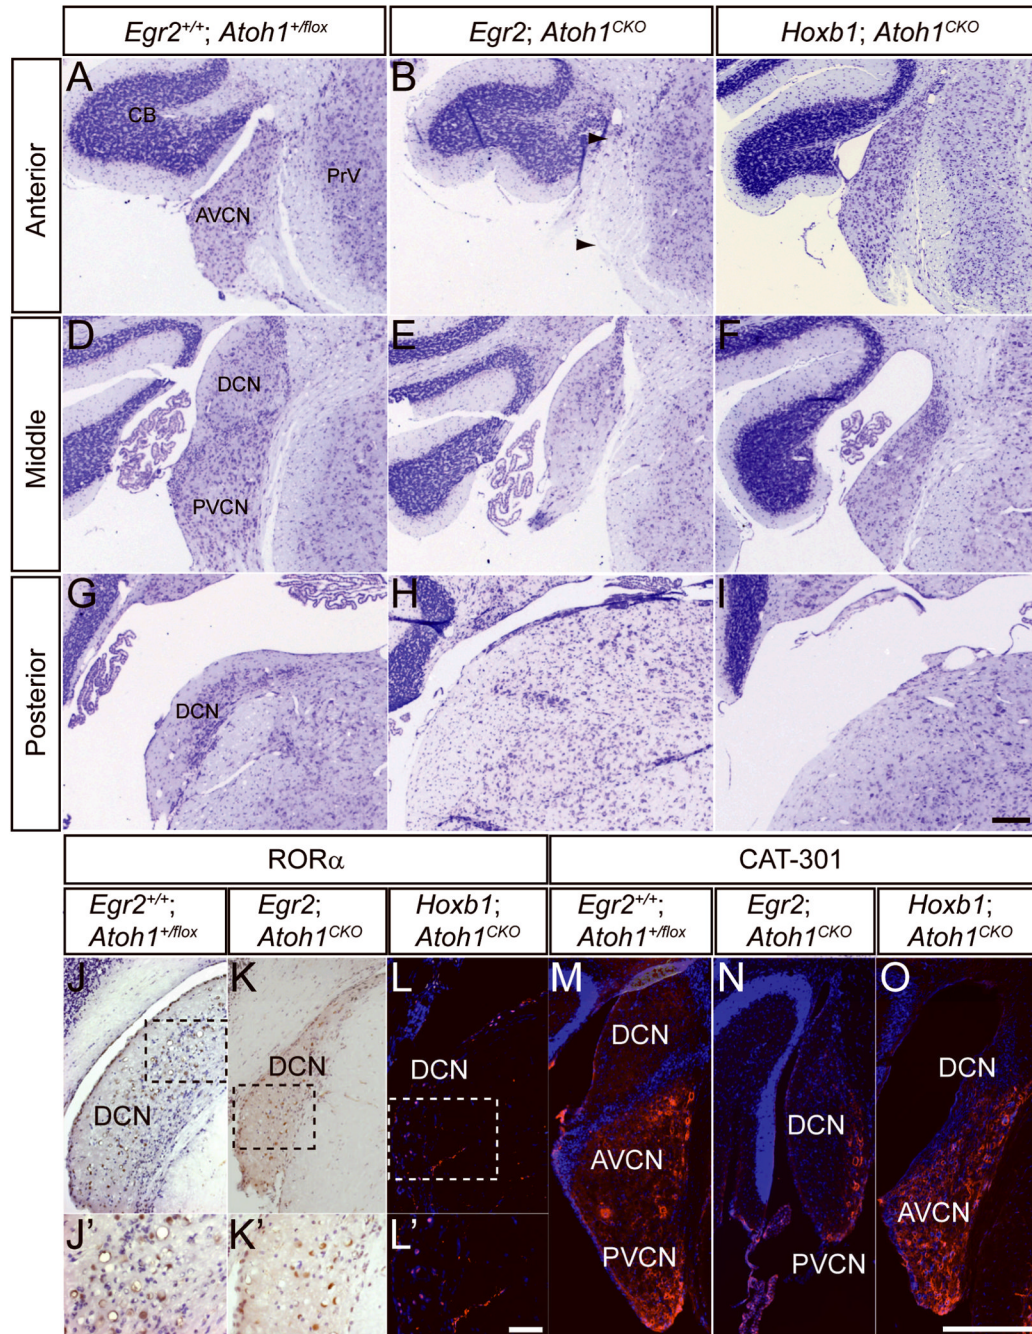 Egr2+/+; Atoh1+/flox
Egr2; Atoh1CKO
Hoxb1; Atoh1CKO
Anterior
A
CB
PrV
AVCN
B
C
Middle
D
DCN
PVCN
E
F
Posterior
G
DCN
H
I
RORα
CAT-301
Egr2+/+;
Atoh1+/flox
Egr2;
Atoh1CKO
Hoxb1;
Atoh1CKO
Egr2+/+;
Atoh1+/flox
Egr2;
Atoh1CKO
Hoxb1;
Atoh1CKO
J
DCN
K
DCN
L
DCN
M
DCN
AVCN
PVCN
N
DCN
PVCN
O
DCN
AVCN
J'
K'
L'